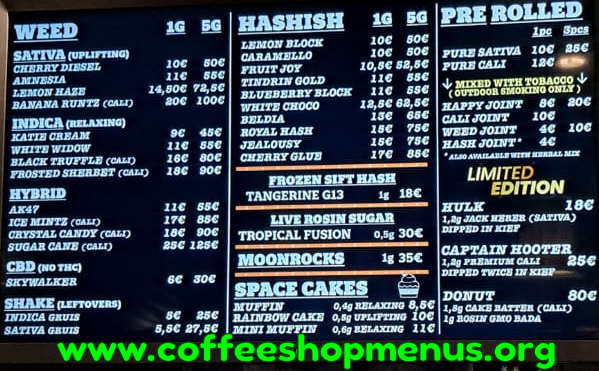 WEED 1G 5G
SATIVA (UPLIFTING)
CHERRY DIESEL 10€ 50€
AMNESIA 11€ 55€
LEMON HAZE 14,50€ 72,5€
BANANA RUNTZ (CALI) 20€ 100€
INDICA (RELAXING)
KATIE CREAM 9€ 45€
WHITE WIDOW 11€ 55€
BLACK TRUFFLE (CALI) 16€ 80€
FROSTED SHERBET (CALI) 18€ 90€
HYBRID
AK47 11€ 55€
ICE MINTZ (CALI) 17€ 85€
CRYSTAL CANDY (CALI) 18€ 90€
SUGAR CANE (CALI) 25€ 125€
CBD (NO THC)
SKYWALKER 6€ 30€
SHAKE (LEFTOVERS)
INDICA GRUIS 5€ 25€
SATIVA GRUIS 5,5€ 27,5€
HASHISH 1G 5G
LEMON BLOCK 10€ 50€
CARAMELLO 10€ 50€
FRUIT JOY 10,5€ 52,5€
TINDRIN GOLD 11€ 55€
BLUEBERRY BLOCK 11€ 55€
WHITE CHOCO 12,5€ 62,5€
BELDIA 13€ 65€
ROYAL HASH 15€ 75€
JEALOUSY 15€ 75€
CHERRY GLUE 17€ 85€
FROZEN SIFT HASH
TANGERINE G13 1g 18€
LIVE ROSIN SUGAR
TROPICAL FUSION 0,5g 30€
MOONROCKS 1g 35€
SPACE CAKES
MUFFIN 0,4g RELAXING 8,5€
RAINBOW CAKE 0,5g UPLIFTING 10€
MINI MUFFIN 0,6g RELAXING 11€
PRE ROLLED
1pc 3pcs
PURE SATIVA 10€ 25€
PURE CALI 12€
↓ MIXED WITH TOBACCO ↓
(OUTDOOR SMOKING ONLY)
HAPPY JOINT 8€ 20€
CALI JOINT 10€
WEED JOINT 4€ 10€
HASH JOINT* 4€
*ALSO AVAILABLE WITH HERBAL MIX
LIMITED
EDITION
HULK 18€
1,2g JACK HERER (SATIVA)
DIPPED IN KIEF
CAPTAIN HOOTER
1,2g PREMIUM CALI 25€
DIPPED TWICE IN KIEF
DONUT 80€
1,8g CAKE BATTER (CALI)
1g ROSIN GMO BADA
www.coffeeshopmenus.org